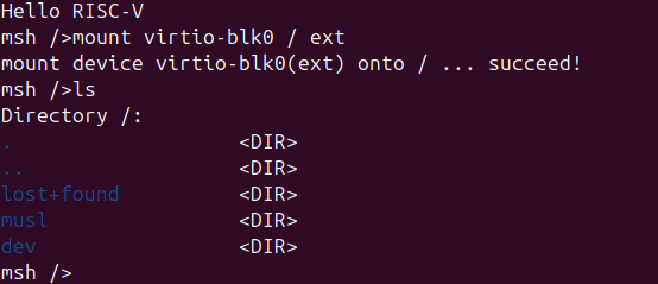 Hello RISC-V
msh />mount virtio-blk0 / ext
mount device virtio-blk0(ext) onto / ... succeed!
msh />ls
Directory /:
.                   <DIR>
..                  <DIR>
lost+found          <DIR>
musl                <DIR>
dev                 <DIR>
msh />